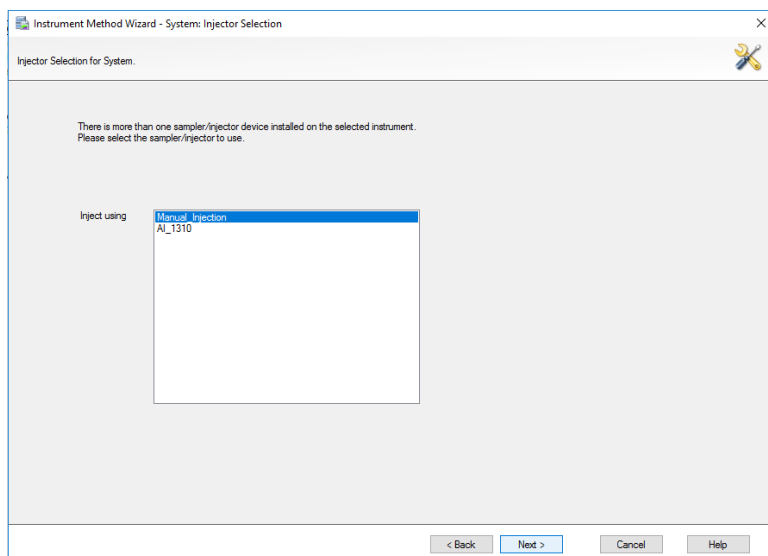 Instrument Method Wizard - System: Injector Selection
Injector Selection for System.
There is more than one sampler/injector device installed on the selected instrument.
Please select the sampler/injector to use.
Inject using
Manual_Injection
AI_1310
< Back
Next >
Cancel
Help